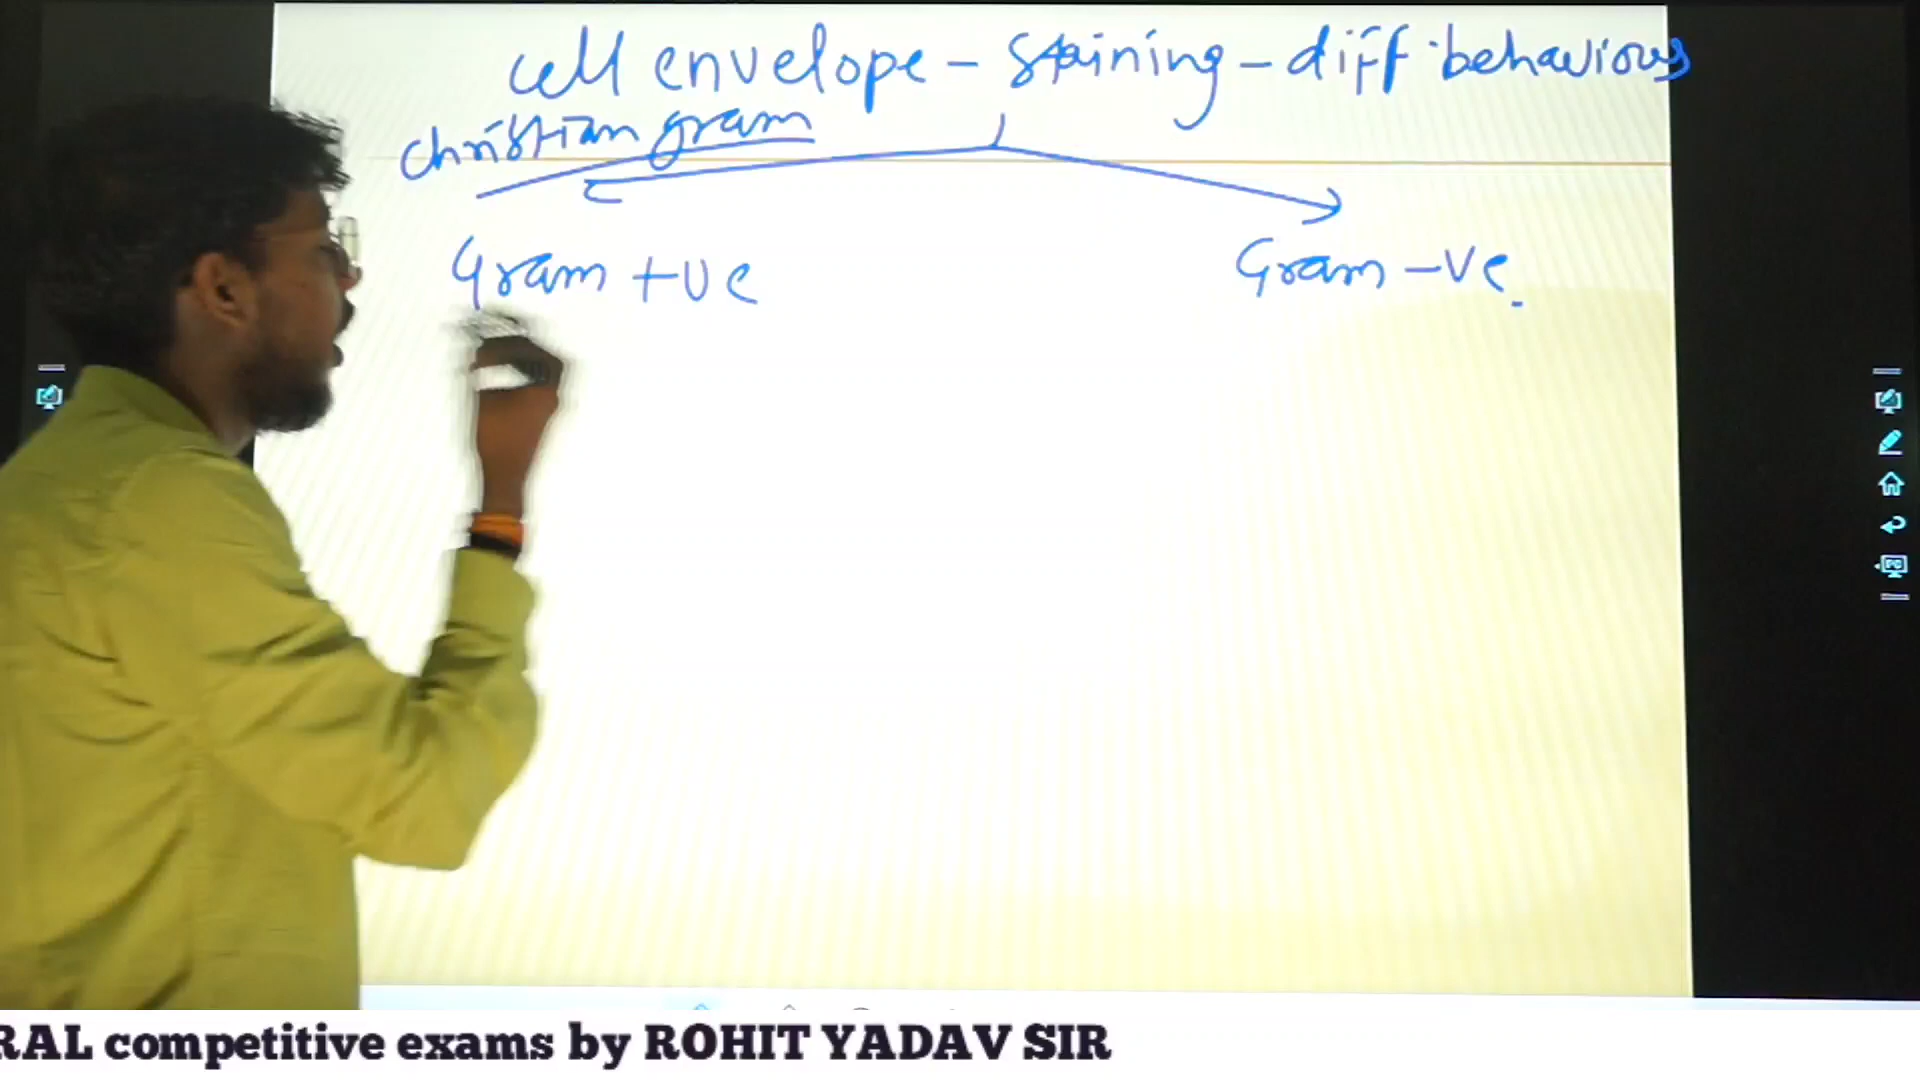 cell envelope - staining - diff. behaviours
christian gram
Gram +ve Gram -ve.
RAL competitive exams by ROHIT YADAV SIR